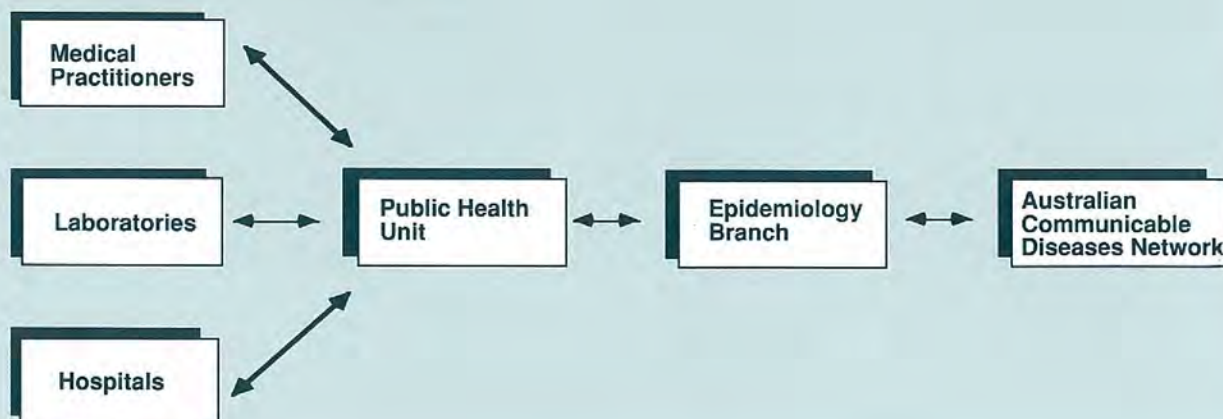 Medical
Practitioners
Laboratories
Hospitals
Public Health
Unit
Epidemiology
Branch
Australian
Communicable
Diseases Network